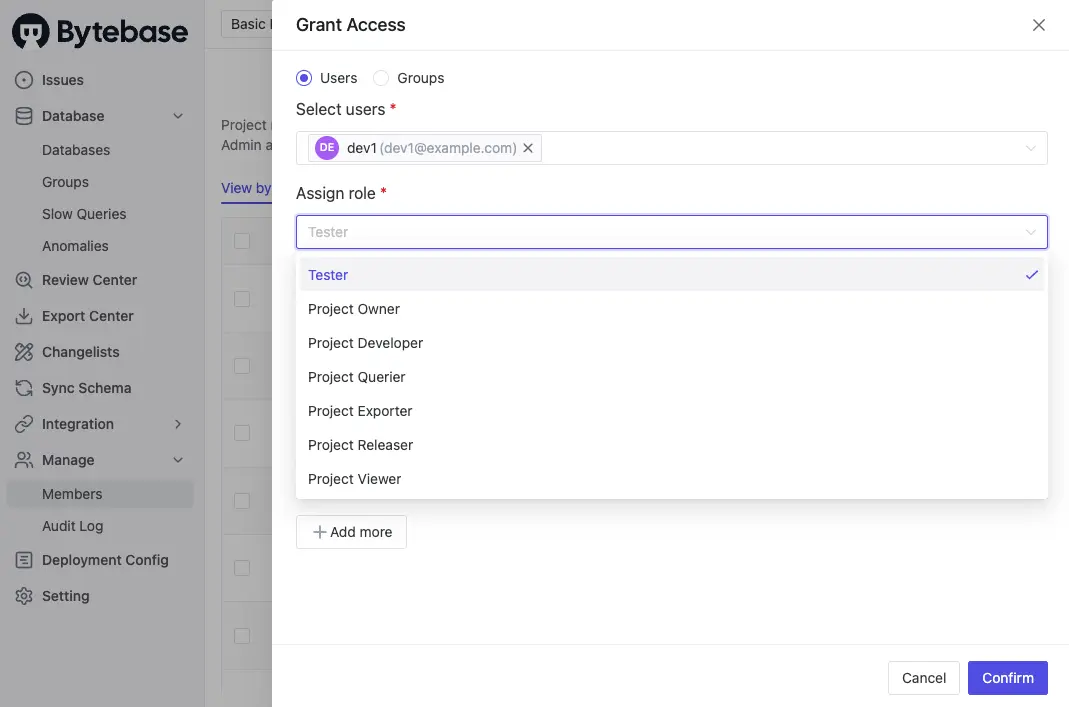 Bytebase
Issues
Database
Databases
Groups
Slow Queries
Anomalies
Review Center
Export Center
Changelists
Sync Schema
Integration
Manage
Members
Audit Log
Deployment Config
Setting
Basic
Project
Admin a
View by
Grant Access
Users Groups
Select users *
DE dev1 (dev1@example.com)
Assign role *
Tester
Tester
Project Owner
Project Developer
Project Querier
Project Exporter
Project Releaser
Project Viewer
Add more
Cancel Confirm